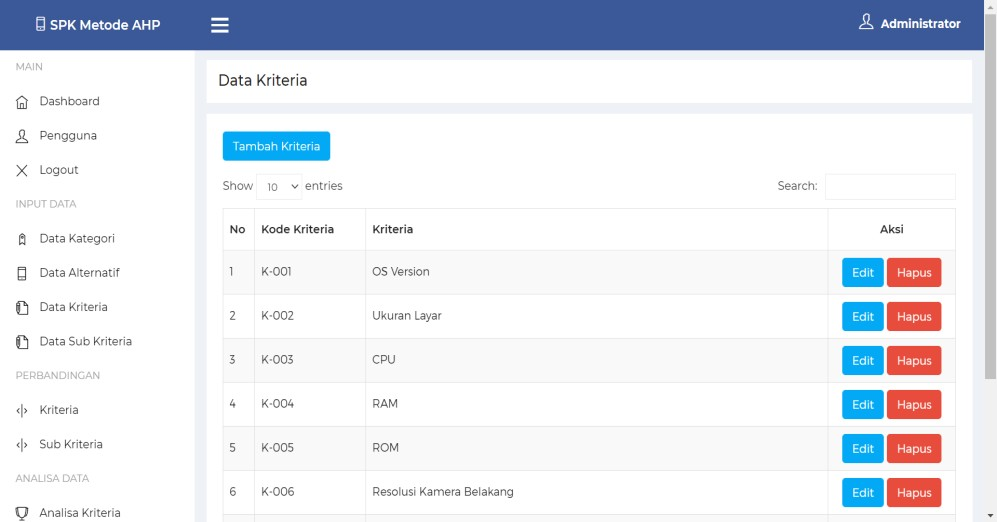 SPK Metode AHP
Administrator
MAIN
Dashboard
Pengguna
Logout
INPUT DATA
Data Kategori
Data Alternatif
Data Kriteria
Data Sub Kriteria
PERBANDINGAN
Kriteria
Sub Kriteria
ANALISA DATA
Analisa Kriteria
Data Kriteria
Tambah Kriteria
Show 10 entries
Search:
No Kode Kriteria Kriteria Aksi
1 K-001 OS Version Edit Hapus
2 K-002 Ukuran Layar Edit Hapus
3 K-003 CPU Edit Hapus
4 K-004 RAM Edit Hapus
5 K-005 ROM Edit Hapus
6 K-006 Resolusi Kamera Belakang Edit Hapus